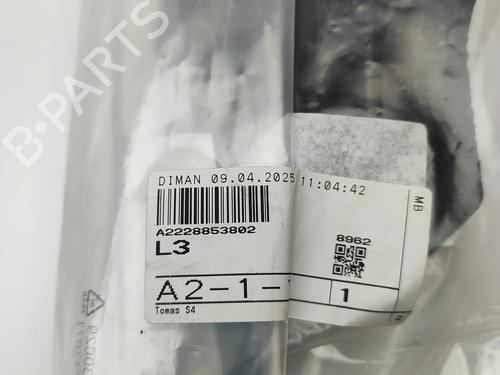 B-PARTS
DIMAN 09.04.2025 11:04:42
MB
A2228853802
L3
8962
A2-1-
1
Tomas S4